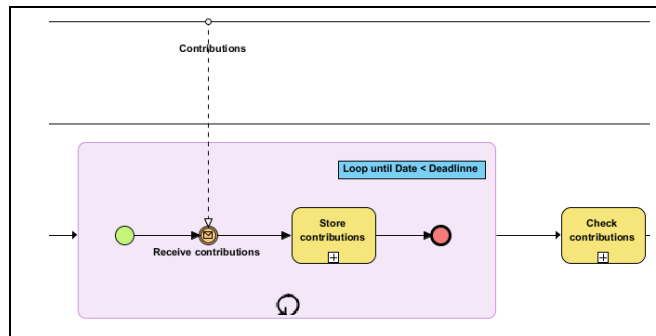 Contributions
Loop until Date < Deadlinne
Store
contributions
Check
contributions
Receive contributions